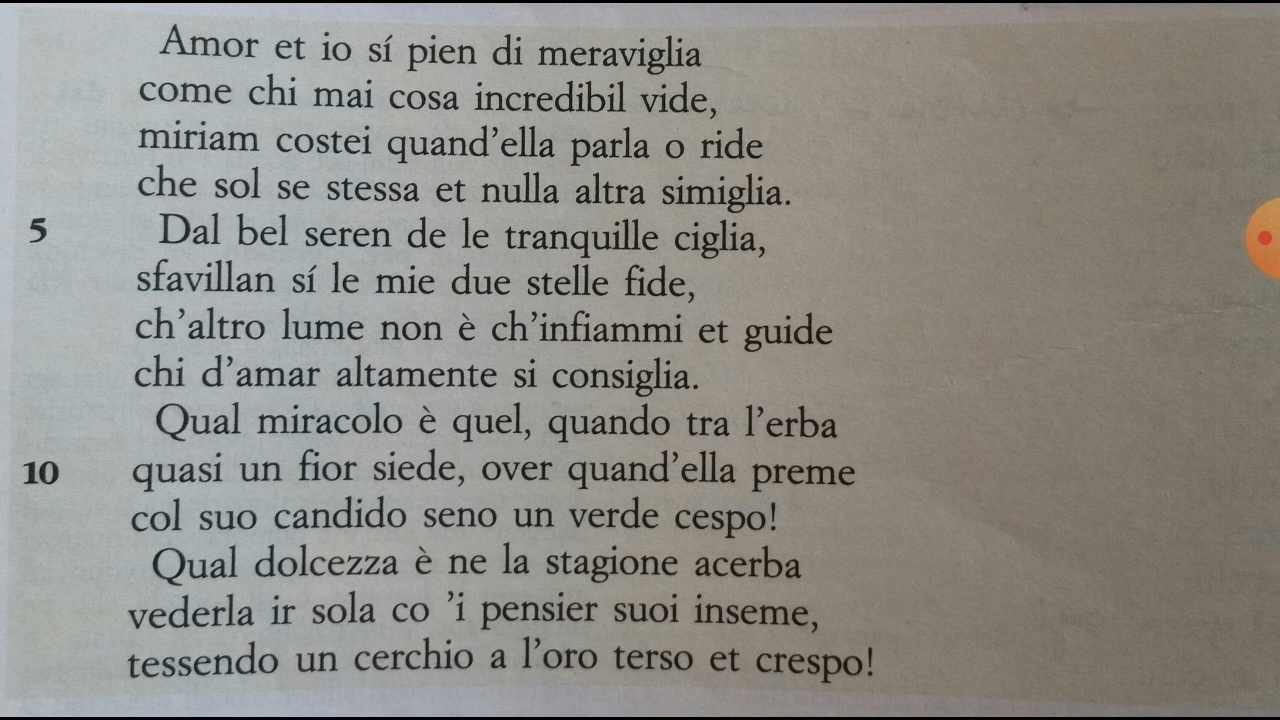 Amor et io sí pien di meraviglia
come chi mai cosa incredibil vide,
miriam costei quand'ella parla o ride
che sol se stessa et nulla altra simiglia.
5 Dal bel seren de le tranquille ciglia,
sfavillan sí le mie due stelle fide,
ch'altro lume non è ch'infiammi et guide
chi d'amar altamente si consiglia.
Qual miracolo è quel, quando tra l'erba
10 quasi un fior siede, over quand'ella preme
col suo candido seno un verde cespo!
Qual dolcezza è ne la stagione acerba
vederla ir sola co 'i pensier suoi inseme,
tessendo un cerchio a l'oro terso et crespo!